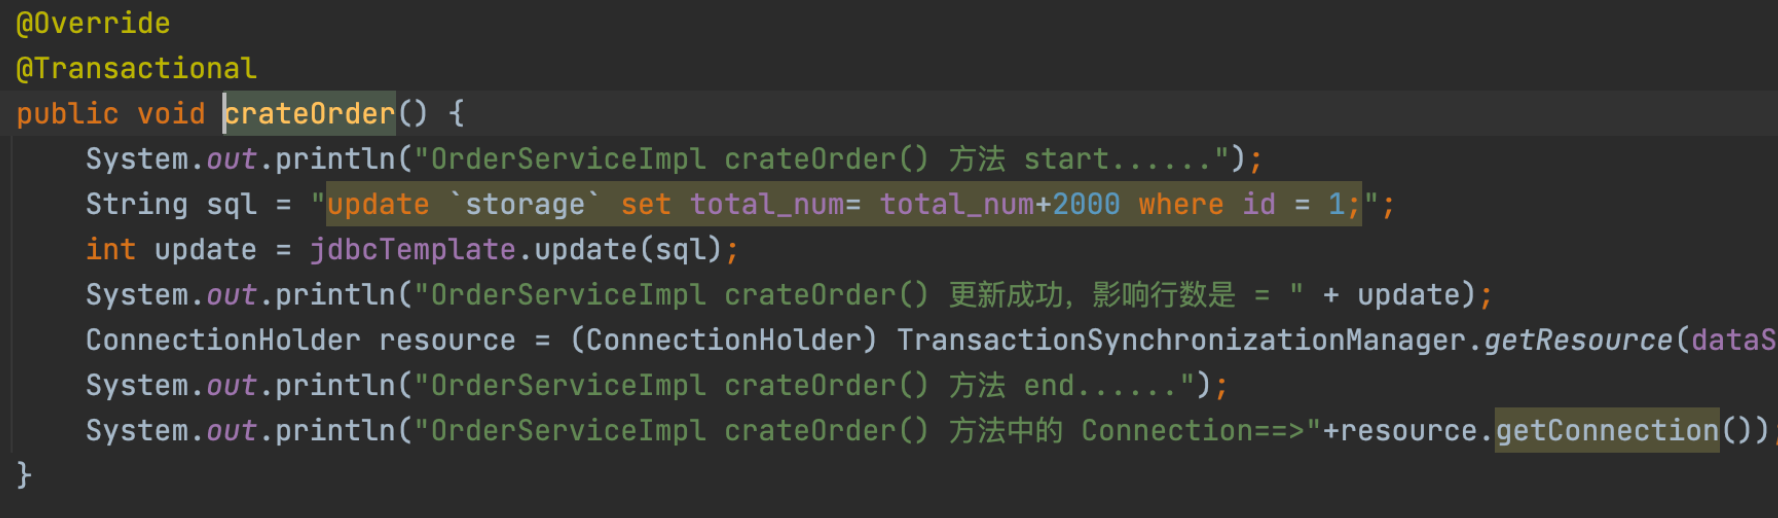 @Override
@Transactional
public void crateOrder() {
System.out.println("OrderServiceImpl crateOrder() 方法 start......");
String sql = "update `storage` set total_num= total_num+2000 where id = 1;";
int update = jdbcTemplate.update(sql);
System.out.println("OrderServiceImpl crateOrder() 更新成功，影响行数是 = " + update);
ConnectionHolder resource = (ConnectionHolder) TransactionSynchronizationManager.getResource(dataS
System.out.println("OrderServiceImpl crateOrder() 方法 end......");
System.out.println("OrderServiceImpl crateOrder() 方法中的 Connection==>"+resource.getConnection());
}